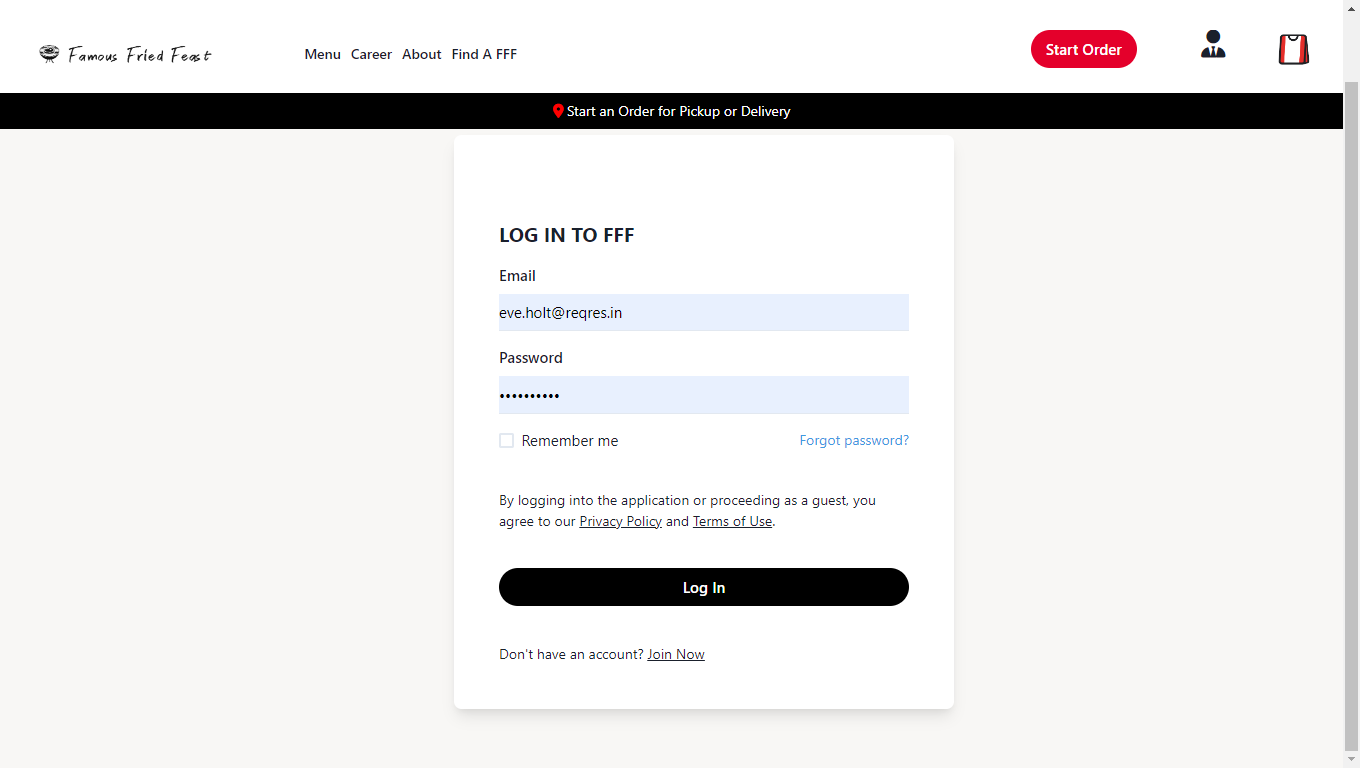 Famous Fried Feast
Menu Career About Find A FFF
Start Order
Start an Order for Pickup or Delivery
LOG IN TO FFF
Email
eve.holt@reqres.in
Password
••••••••••
Remember me
Forgot password?
By logging into the application or proceeding as a guest, you
agree to our Privacy Policy and Terms of Use.
Log In
Don't have an account? Join Now